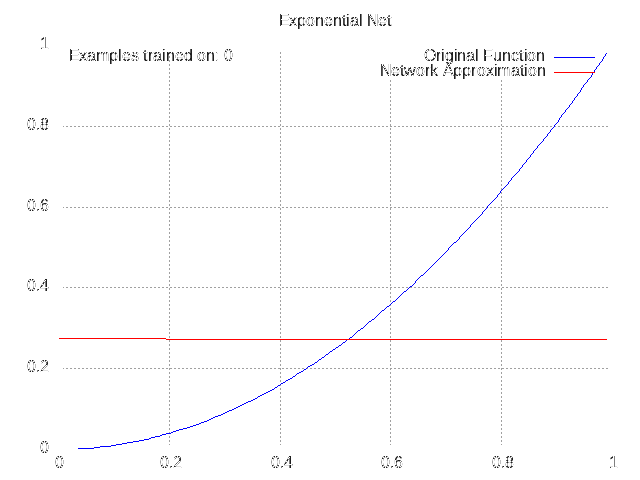 Exponential Net
1
Examples trained on: 0
Original Function
Network Approximation
0.8
0.6
0.4
0.2
0
0 0.2 0.4 0.6 0.8 1